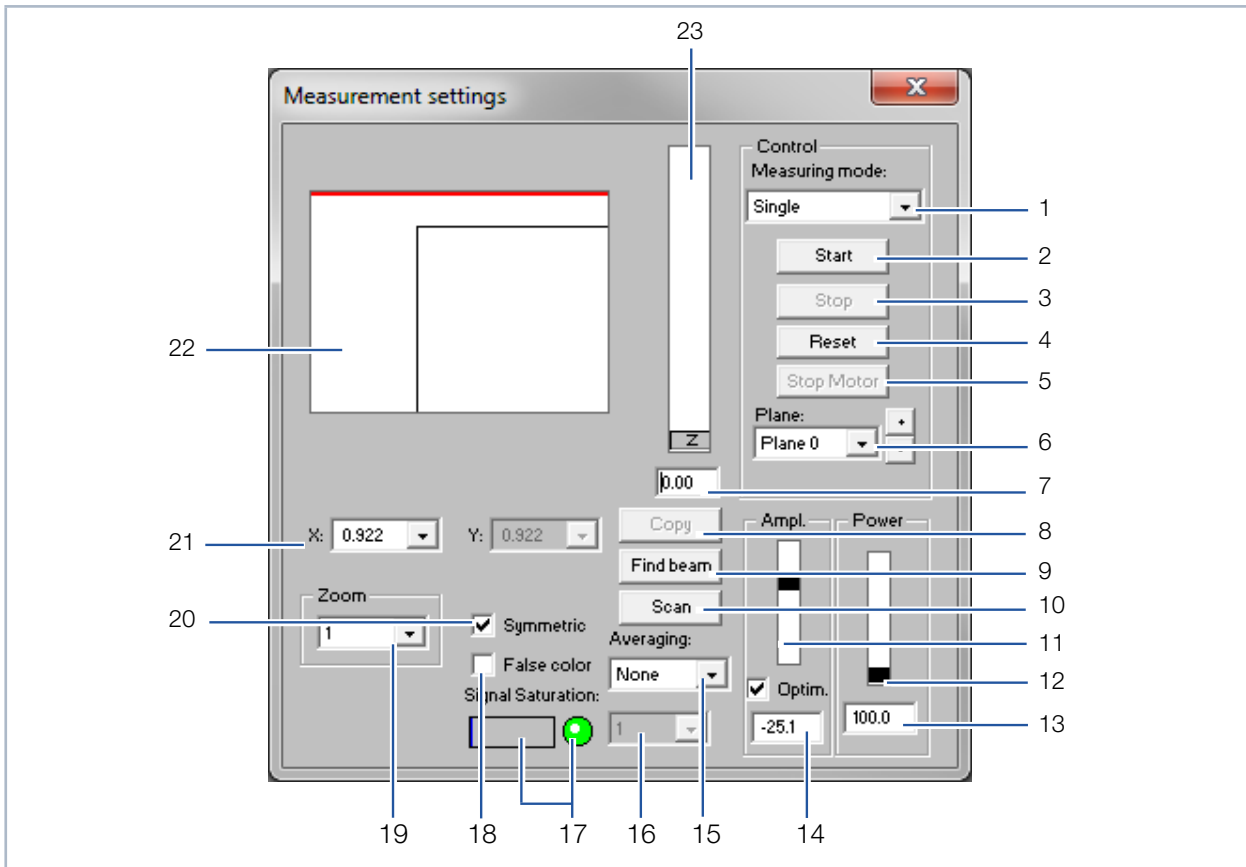 23
Measurement settings
X
Control
Measuring mode:
Single
1
Start
2
Stop
3
Reset
4
22
Stop Motor
5
Plane:
+
Z
Plane 0
-
6
0.00
7
21
X: 0.922
Y: 0.922
Copy
8
Ampl.
Power
Find beam
9
Zoom
Scan
10
20
1
Symmetric
Averaging:
11
False color
None
12
Optim.
Signal Saturation:
1
-25.1
100.0
13
19
18
17
16
15
14